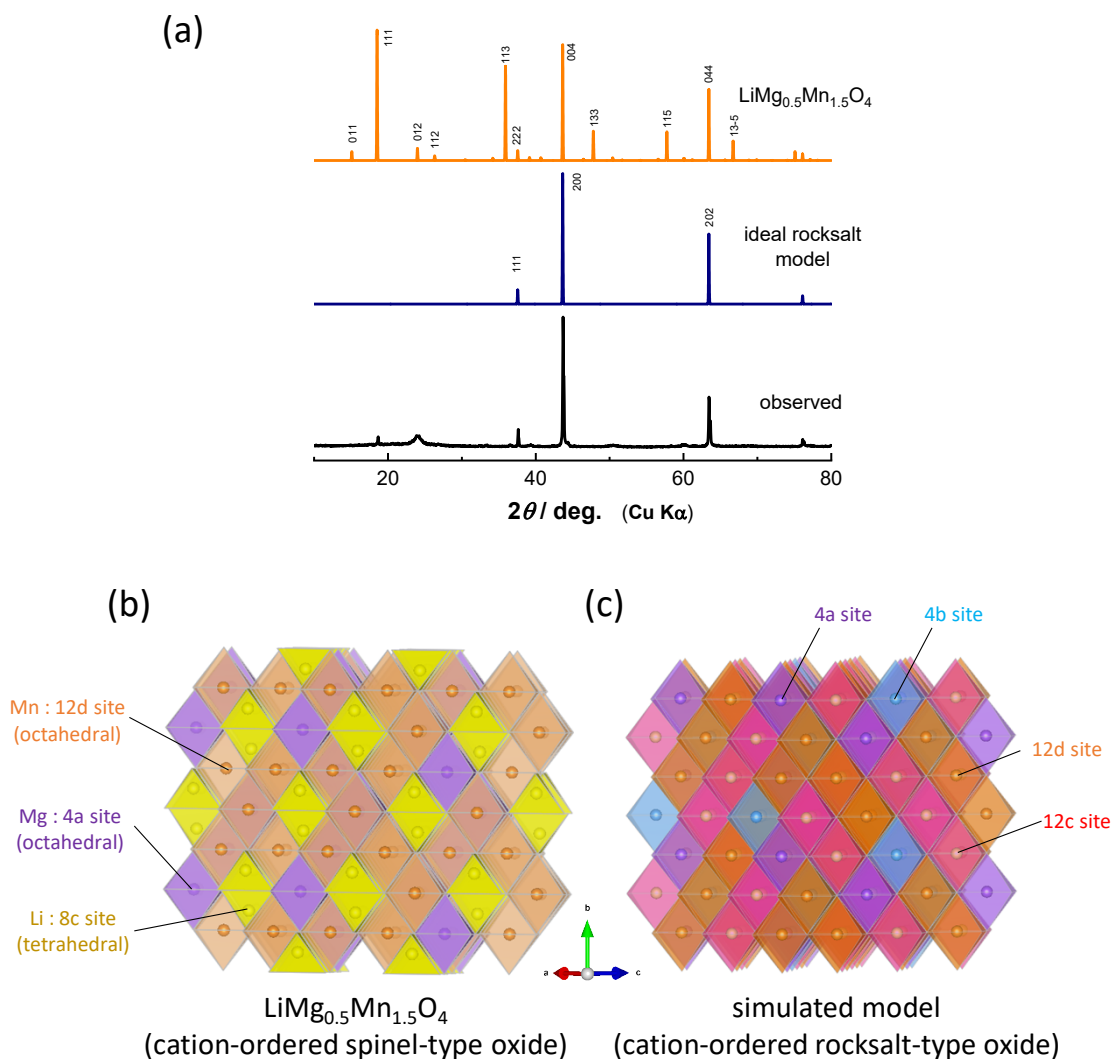 (a)
111
004
113
044
LiMg0.5Mn1.5O4
011
012
112
222
133
115
13-5
200
202
ideal rocksalt
model
111
observed
20
40
60
80
2θ / deg. (Cu Kα)
(b)
(c)
4a site
4b site
Mn : 12d site
(octahedral)
12d site
Mg : 4a site
(octahedral)
12c site
Li : 8c site
(tetrahedral)
b
a
c
LiMg0.5Mn1.5O4
(cation-ordered spinel-type oxide)
simulated model
(cation-ordered rocksalt-type oxide)